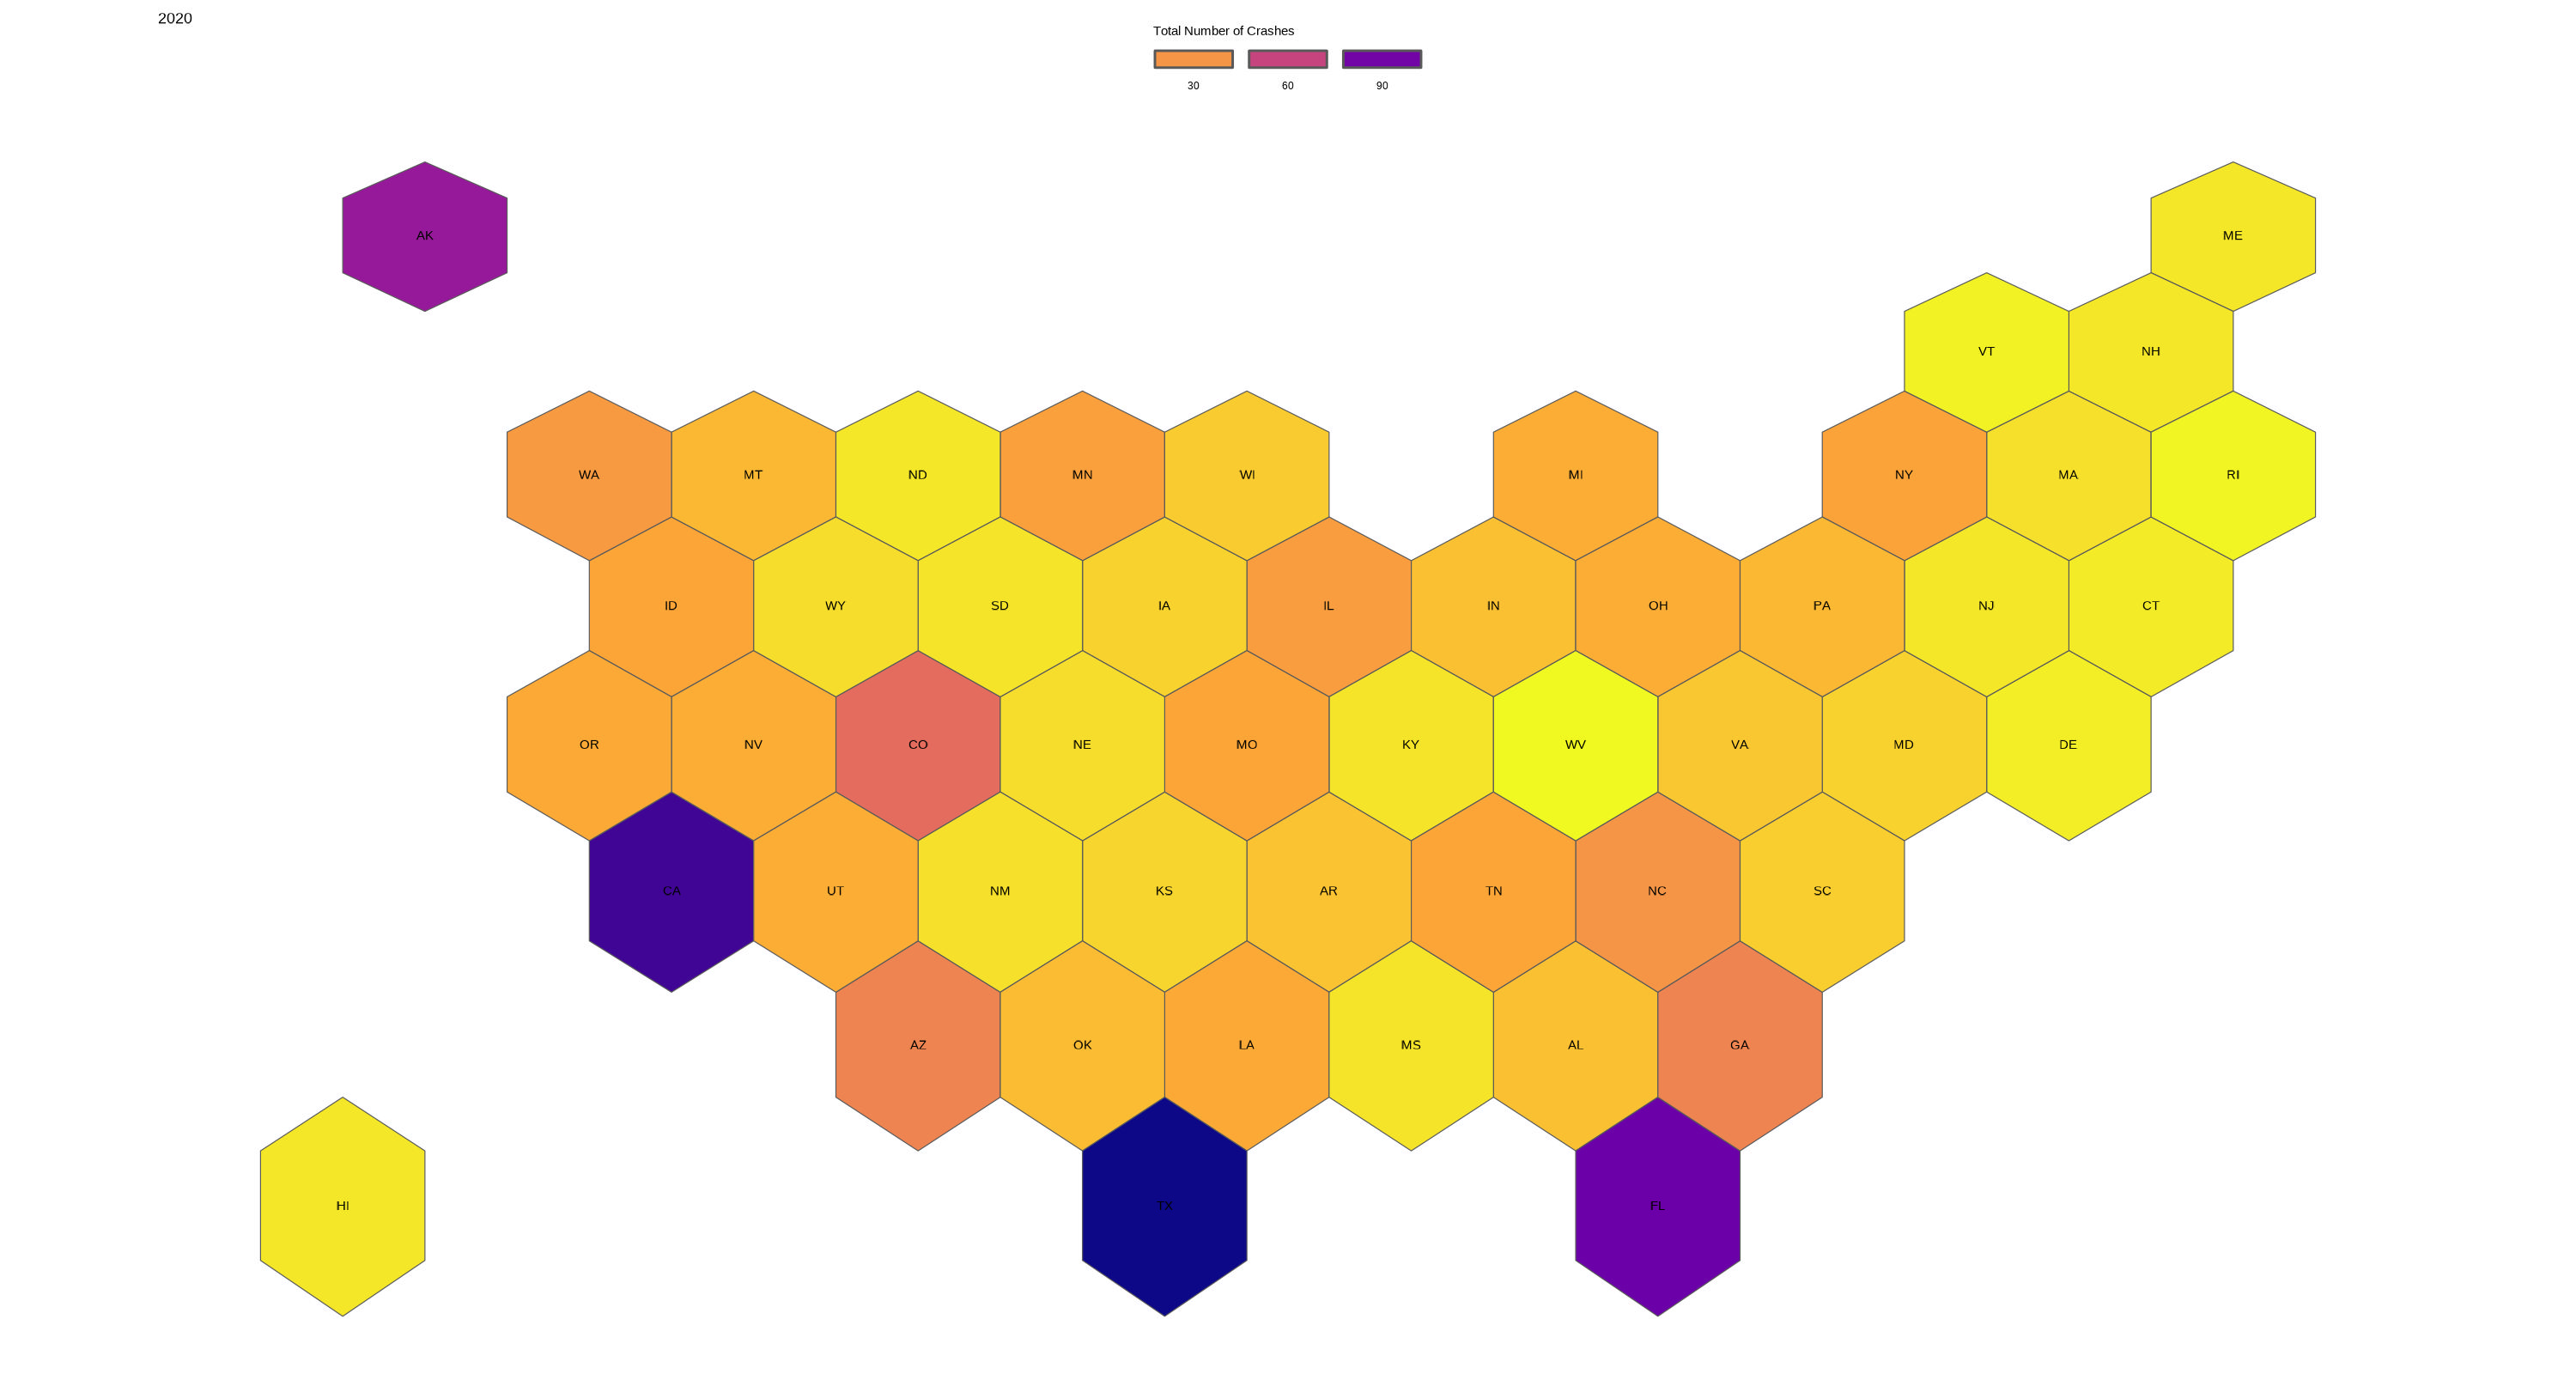 2020
Total Number of Crashes
30 60 90
AK ME
VT NH
WA MT ND MN WI MI NY MA RI
ID WY SD IA IL IN OH PA NJ CT
OR NV CO NE MO KY WV VA MD DE
CA UT NM KS AR TN NC SC
AZ OK LA MS AL GA
HI TX FL